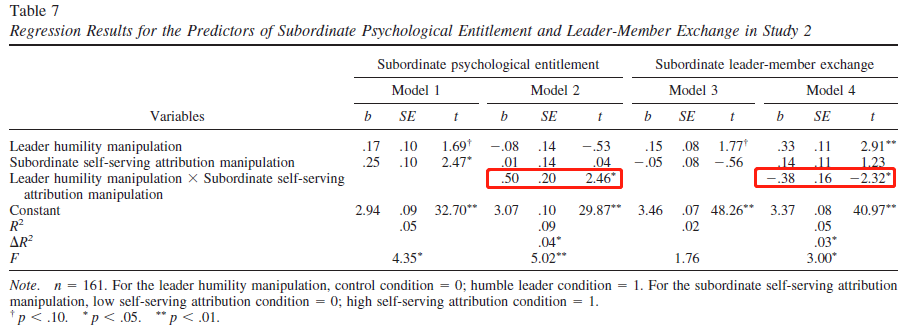 Table 7
Regression Results for the Predictors of Subordinate Psychological Entitlement and Leader-Member Exchange in Study 2
Subordinate psychological entitlement Subordinate leader-member exchange
Model 1 Model 2 Model 3 Model 4
Variables b SE t b SE t b SE t b SE t
Leader humility manipulation .17 .10 1.69† −.08 .14 −.53 .15 .08 1.77† .33 .11 2.91**
Subordinate self-serving attribution manipulation .25 .10 2.47* .01 .14 .04 −.05 .08 −.56 .14 .11 1.23
Leader humility manipulation × Subordinate self-serving .50 .20 2.46* −.38 .16 −2.32*
attribution manipulation
Constant 2.94 .09 32.70** 3.07 .10 29.87** 3.46 .07 48.26** 3.37 .08 40.97**
R² .05 .09 .02 .05
ΔR² .04* .03*
F 4.35* 5.02** 1.76 3.00*
Note. n = 161. For the leader humility manipulation, control condition = 0; humble leader condition = 1. For the subordinate self-serving attribution
manipulation, low self-serving attribution condition = 0; high self-serving attribution condition = 1.
† p < .10. * p < .05. ** p < .01.